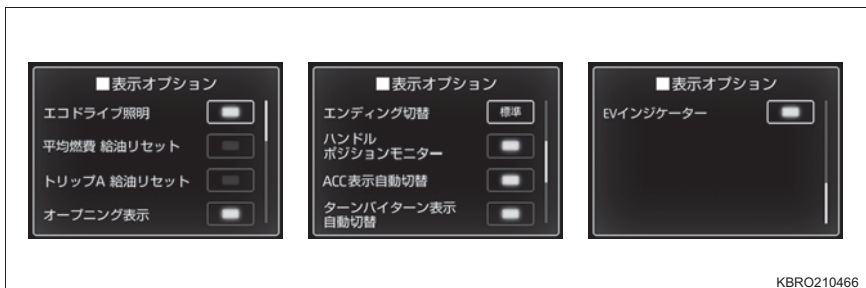 ■表示オプション
エコドライブ照明
平均燃費 給油リセット
トリップA 給油リセット
オープニング表示
■表示オプション
エンディング切替 標準
ハンドル
ポジションモニター
ACC表示自動切替
ターンバイターン表示
自動切替
■表示オプション
EVインジケーター
KBRO210466